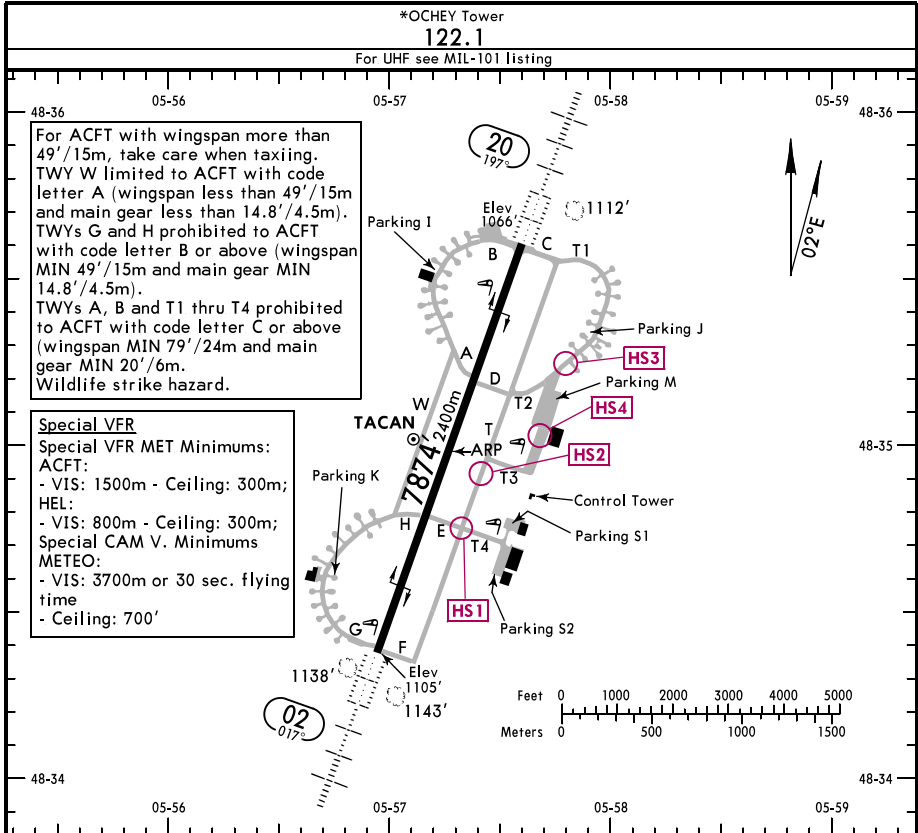 *OCHEY Tower
122.1
For UHF see MIL-101 listing
05-56
05-57
05-58
05-59
48-36
48-36
For ACFT with wingspan more than
49'/15m, take care when taxiing.
TWY W limited to ACFT with code
letter A (wingspan less than 49'/15m
and main gear less than 14.8'/4.5m).
TWYs G and H prohibited to ACFT
with code letter B or above (wingspan
MIN 49'/15m and main gear MIN
14.8'/4.5m).
TWYs A, B and T1 thru T4 prohibited
to ACFT with code letter C or above
(wingspan MIN 79'/24m and main
gear MIN 20'/6m.
Wildlife strike hazard.
20
197°
Elev
1066'
1112'
02°E
Parking I
B
C
T1
Parking J
A
HS3
D
Parking M
T2
W
HS4
TACAN
7874' 2400m
T
ARP
48-35
HS2
T3
Special VFR
Special VFR MET Minimums:
ACFT:
- VIS: 1500m - Ceiling: 300m;
HEL:
- VIS: 800m - Ceiling: 300m;
Special CAM V. Minimums
METEO:
- VIS: 3700m or 30 sec. flying
time
- Ceiling: 700'
Parking K
Control Tower
H
E
T4
Parking S1
HS1
Parking S2
G
F
Elev
1105'
1138'
1143'
02
017°
Feet 0 1000 2000 3000 4000 5000
Meters 0 500 1000 1500
48-34
48-34
05-56
05-57
05-58
05-59